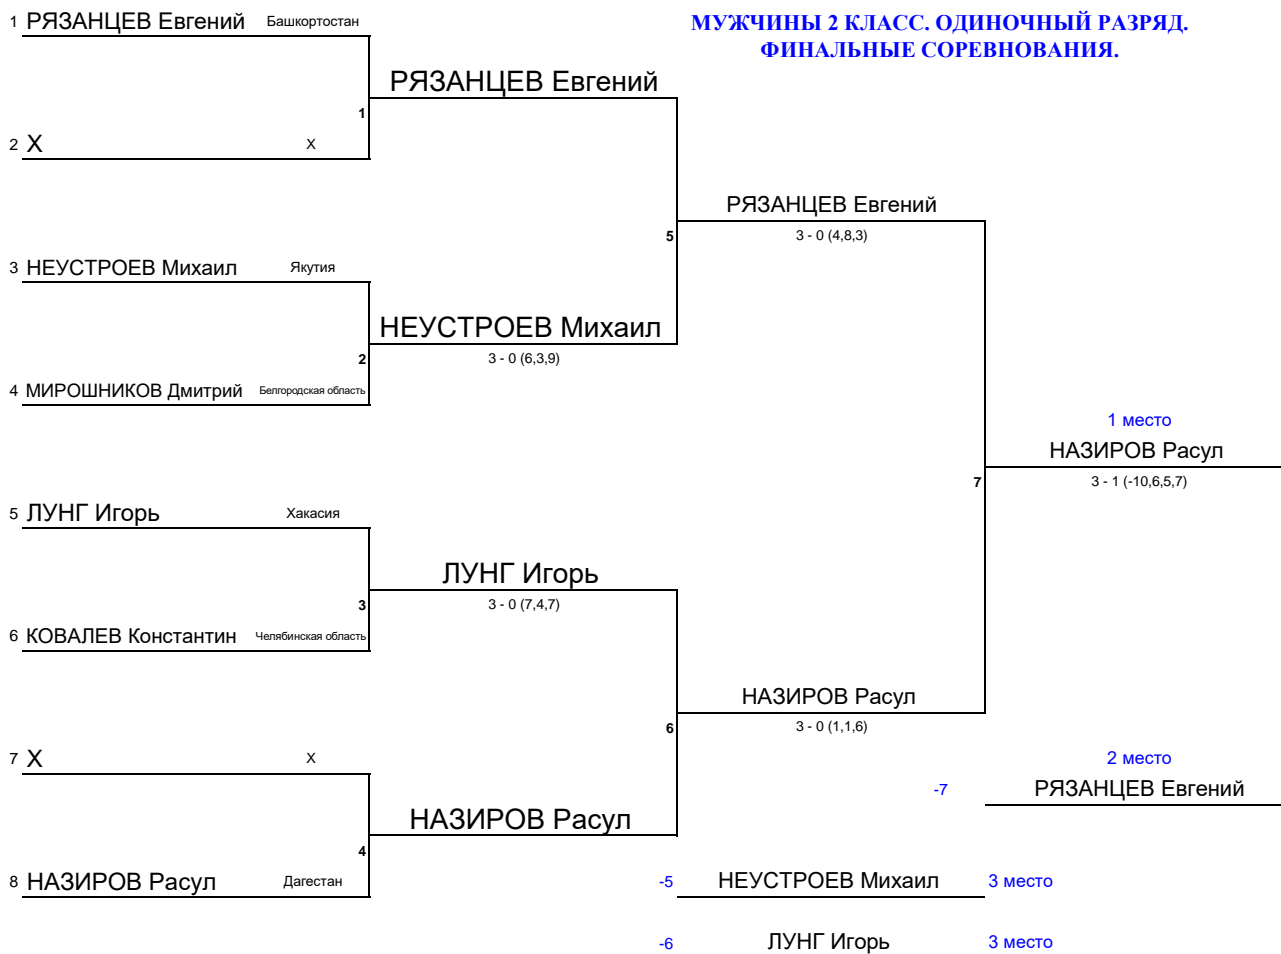 МУЖЧИНЫ 2 КЛАСС. ОДИНОЧНЫЙ РАЗРЯД.
ФИНАЛЬНЫЕ СОРЕВНОВАНИЯ.
1 РЯЗАНЦЕВ Евгений Башкортостан
РЯЗАНЦЕВ Евгений
1
2 X X
РЯЗАНЦЕВ Евгений
5 3 - 0 (4,8,3)
3 НЕУСТРОЕВ Михаил Якутия
НЕУСТРОЕВ Михаил
2 3 - 0 (6,3,9)
4 МИРОШНИКОВ Дмитрий Белгородская область
1 место
НАЗИРОВ Расул
7 3 - 1 (-10,6,5,7)
5 ЛУНГ Игорь Хакасия
ЛУНГ Игорь
3 3 - 0 (7,4,7)
6 КОВАЛЕВ Константин Челябинская область
НАЗИРОВ Расул
6 3 - 0 (1,1,6)
7 X X
2 место
-7 РЯЗАНЦЕВ Евгений
НАЗИРОВ Расул
4
8 НАЗИРОВ Расул Дагестан
-5 НЕУСТРОЕВ Михаил 3 место
-6 ЛУНГ Игорь 3 место